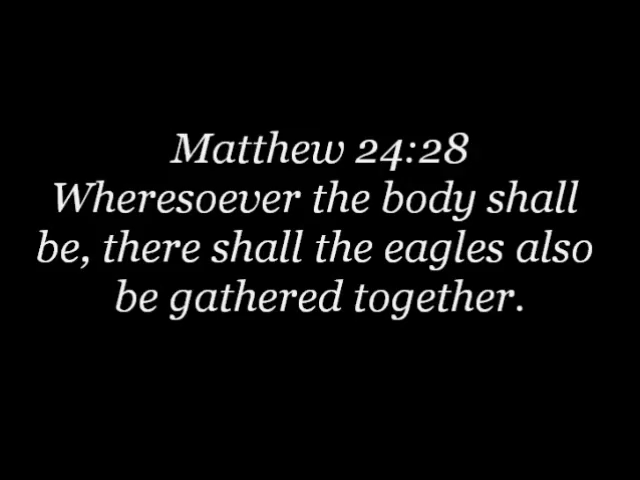 Matthew 24:28
Wheresoever the body shall
be, there shall the eagles also
be gathered together.